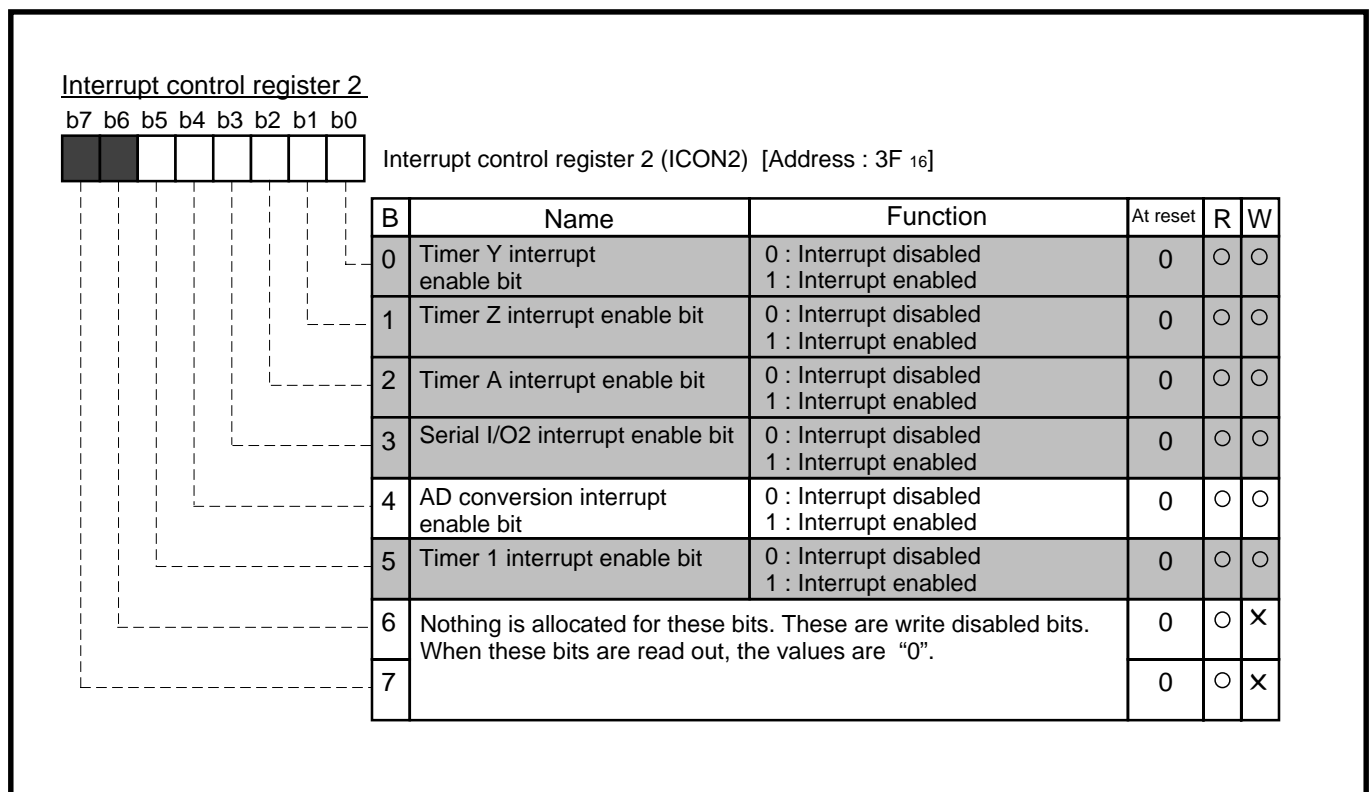 Interrupt control register 2
b7 b6 b5 b4 b3 b2 b1 b0
Interrupt control register 2 (ICON2) [Address : 3F 16]
B Name Function At reset R W
0 Timer Y interrupt enable bit 0 : Interrupt disabled 1 : Interrupt enabled 0 ○ ○
1 Timer Z interrupt enable bit 0 : Interrupt disabled 1 : Interrupt enabled 0 ○ ○
2 Timer A interrupt enable bit 0 : Interrupt disabled 1 : Interrupt enabled 0 ○ ○
3 Serial I/O2 interrupt enable bit 0 : Interrupt disabled 1 : Interrupt enabled 0 ○ ○
4 AD conversion interrupt enable bit 0 : Interrupt disabled 1 : Interrupt enabled 0 ○ ○
5 Timer 1 interrupt enable bit 0 : Interrupt disabled 1 : Interrupt enabled 0 ○ ○
6 Nothing is allocated for these bits. These are write disabled bits. 0 ○ ×
When these bits are read out, the values are “0”.
7 0 ○ ×